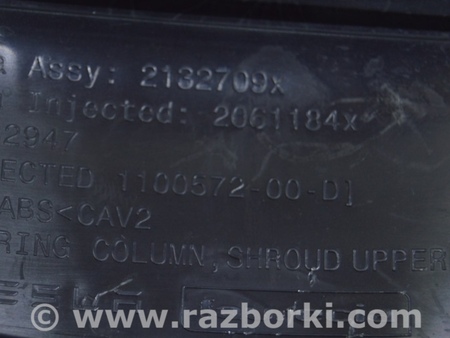 Assy: 2132709x
Injected: 2061184x
2947
ECTED 1100572-00-D
ABS<CAV2
RING COLUMN, SHROUD UPPER
www.razborki.com